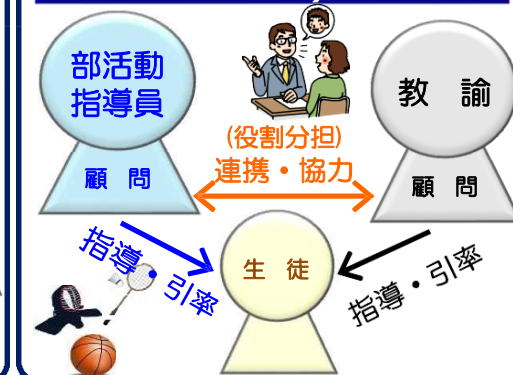 部活動
指導員
顧 問
教 諭
顧 問
(役割分担)
連携・協力
生 徒
指導・引率
指導・引率